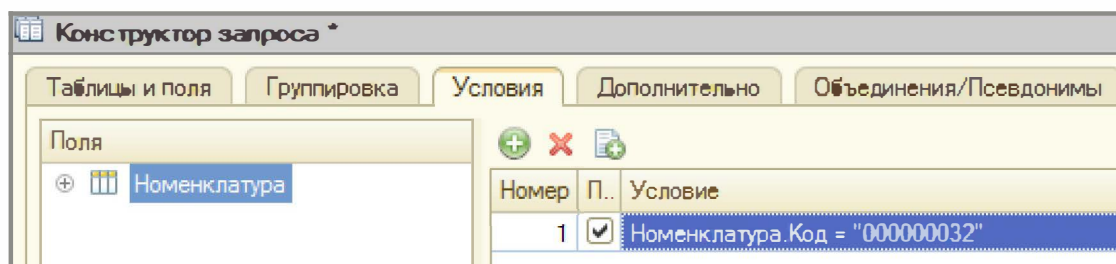 Конструктор запроса *
Таблицы и поля Группировка Условия Дополнительно Объединения/Псевдонимы
Поля
Номенклатура
Номер П.. Условие
1 Номенклатура.Код = "000000032"